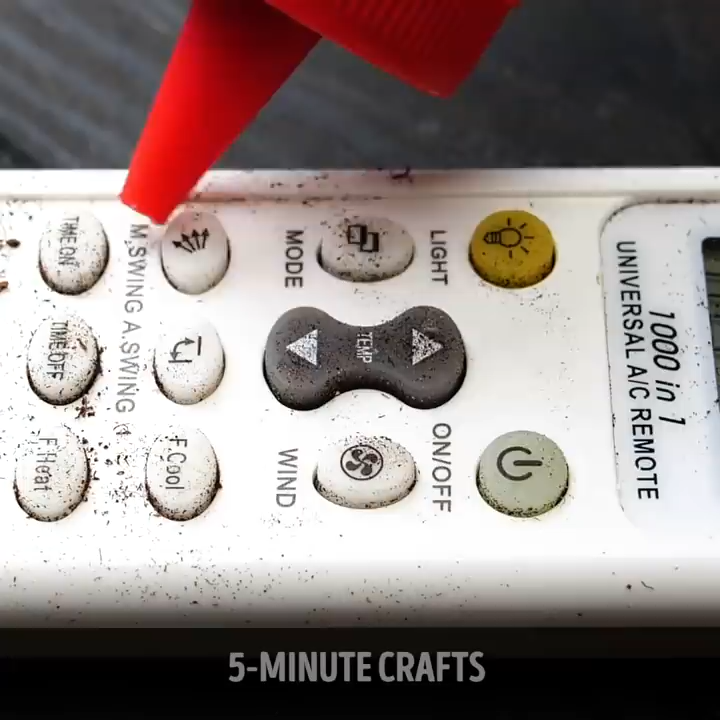 TIME ON
M.SWING A.SWING
MODE
LIGHT
TIME OFF
TEMP
F.Heat
F.Cool
WIND
ON/OFF
1000 in 1
UNIVERSAL A/C REMOTE
5-MINUTE CRAFTS